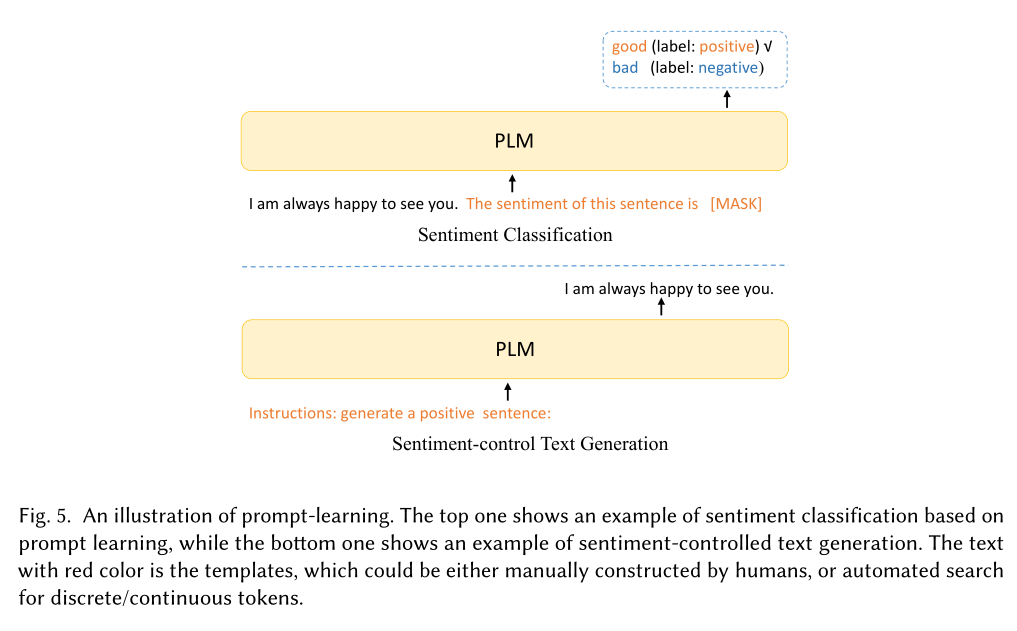 good (label: positive) √
bad (label: negative)
PLM
I am always happy to see you. The sentiment of this sentence is [MASK]
Sentiment Classification
I am always happy to see you.
PLM
Instructions: generate a positive sentence:
Sentiment-control Text Generation
Fig. 5. An illustration of prompt-learning. The top one shows an example of sentiment classification based on
prompt learning, while the bottom one shows an example of sentiment-controlled text generation. The text
with red color is the templates, which could be either manually constructed by humans, or automated search
for discrete/continuous tokens.